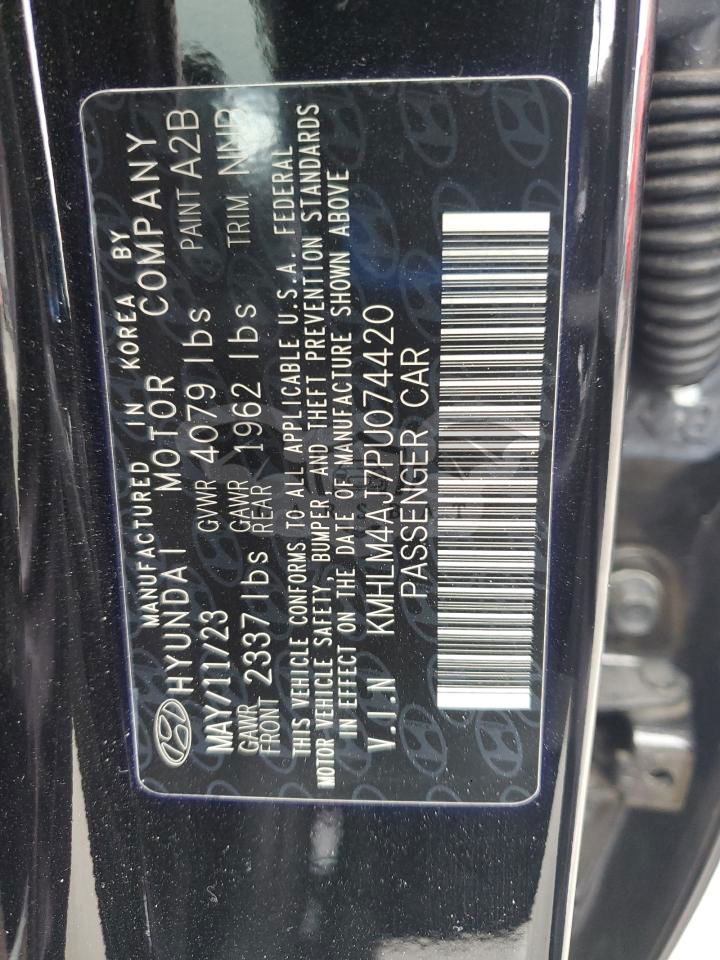 MANUFACTURED IN KOREA BY
HYUNDAI MOTOR COMPANY
MAY/11/23 GVWR 4079 lbs PAINT A2B
GAWR FRONT 2337 lbs GAWR REAR 1962 lbs TRIM NNB
THIS VEHICLE CONFORMS TO ALL APPLICABLE U.S.A. FEDERAL
MOTOR VEHICLE SAFETY, BUMPER, AND THEFT PREVENTION STANDARDS
IN EFFECT ON THE DATE OF MANUFACTURE SHOWN ABOVE
V.I.N KMHLM4AJ7PU074420
PASSENGER CAR